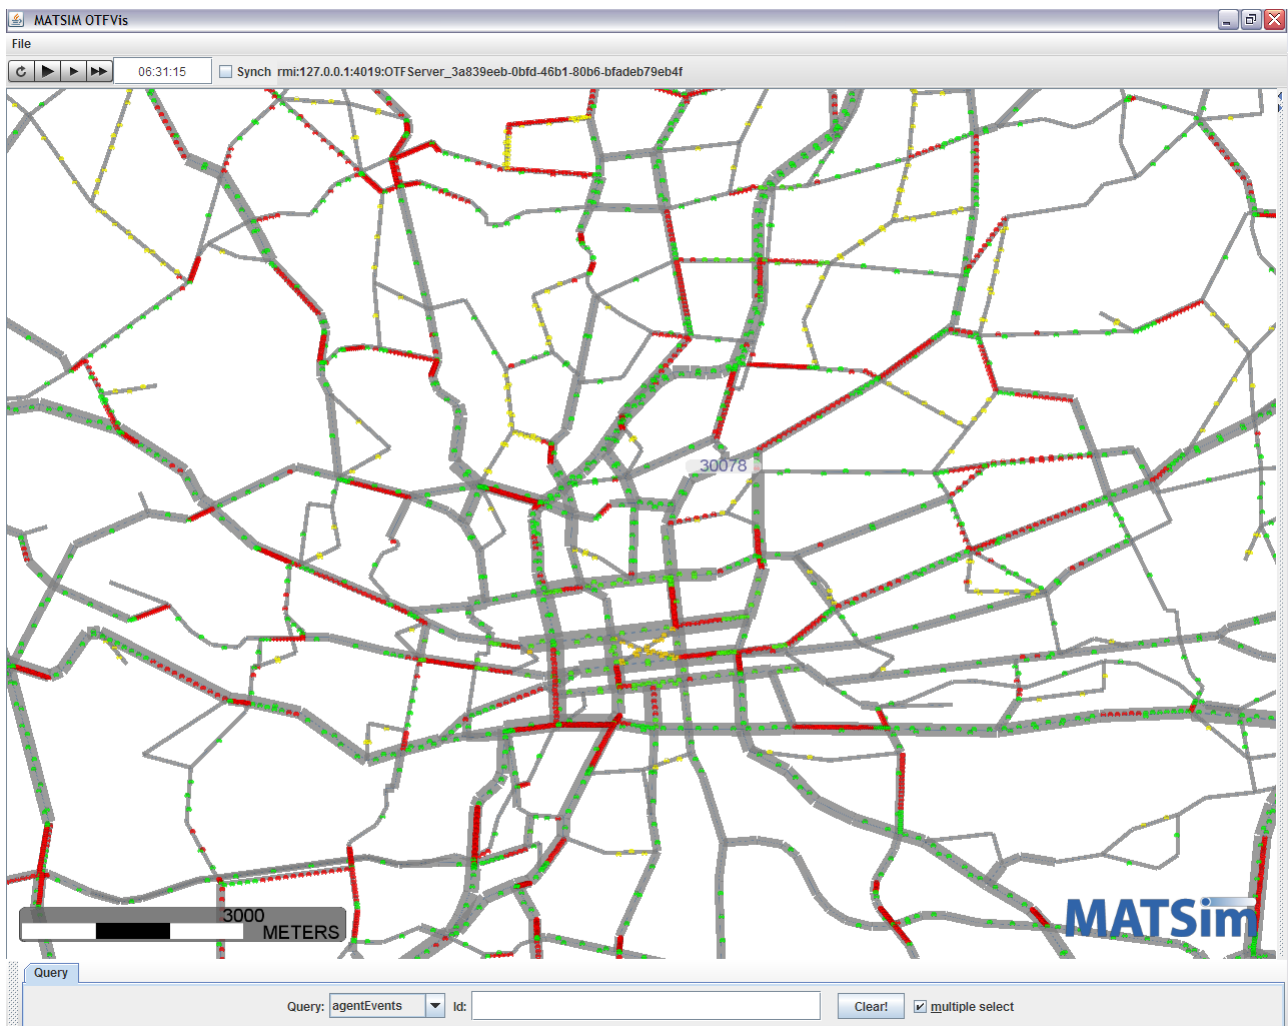 MATSIM OTFVis
File
06:31:15 Synch rmi:127.0.0.1:4019:OTFServer_3a839eeb-0bfd-46b1-80b6-bfadeb79eb4f
30078
3000
METERS
MATSim
Query
Query: agentEvents Id: Clear! multiple select